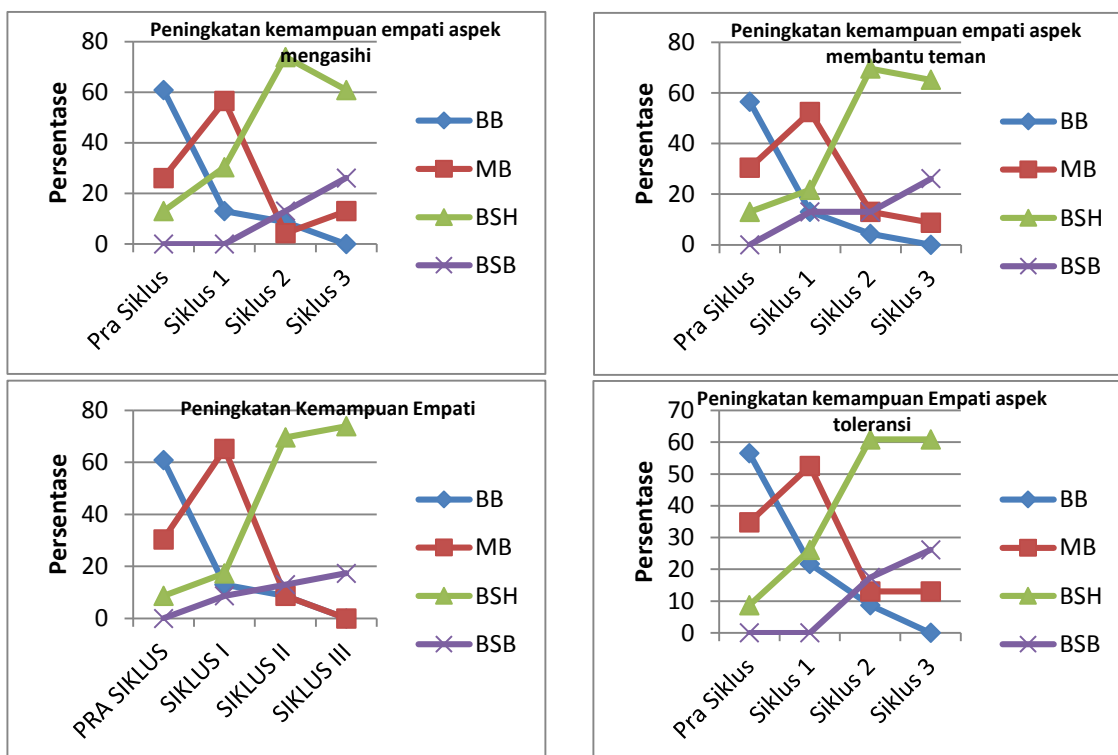 Peningkatan kemampuan empati aspek
mengasihi
Persentase
80
60
40
20
0
Pra Siklus
Siklus 1
Siklus 2
Siklus 3
BB
MB
BSH
BSB
Peningkatan kemampuan empati aspek
membantu teman
Persentase
80
60
40
20
0
Pra Siklus
Siklus 1
Siklus 2
Siklus 3
BB
MB
BSH
BSB
Peningkatan Kemampuan Empati
Persentase
80
60
40
20
0
PRA SIKLUS
SIKLUS I
SIKLUS II
SIKLUS III
BB
MB
BSH
BSB
Peningkatan kemampuan Empati aspek
toleransi
Persentase
70
60
50
40
30
20
10
0
Pra Siklus
Siklus 1
Siklus 2
Siklus 3
BB
MB
BSH
BSB